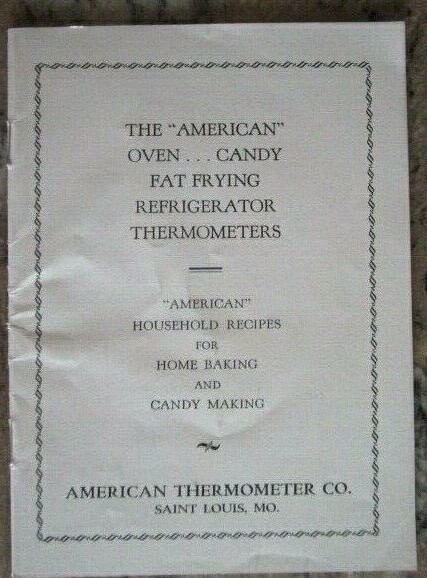 THE “AMERICAN”
OVEN . . . CANDY
FAT FRYING
REFRIGERATOR
THERMOMETERS
“AMERICAN”
HOUSEHOLD RECIPES
FOR
HOME BAKING
AND
CANDY MAKING
AMERICAN THERMOMETER CO.
SAINT LOUIS, MO.